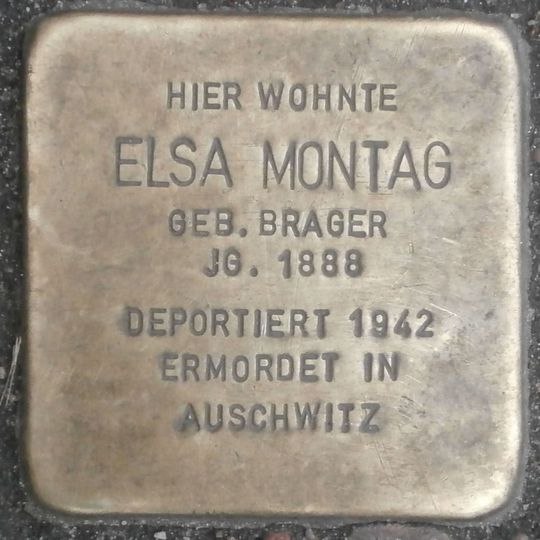 HIER WOHNTE
ELSA MONTAG
GEB. BRAGER
JG. 1888
DEPORTIERT 1942
ERMORDET IN
AUSCHWITZ